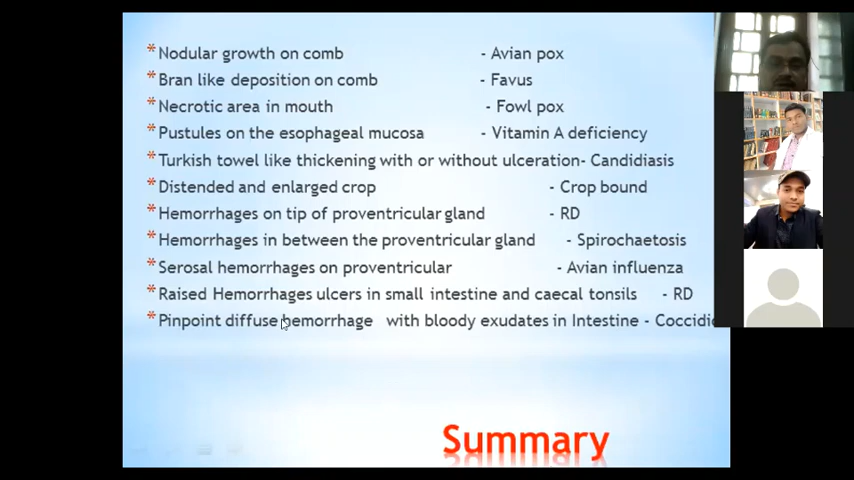 * Nodular growth on comb - Avian pox
* Bran like deposition on comb - Favus
* Necrotic area in mouth - Fowl pox
* Pustules on the esophageal mucosa - Vitamin A deficiency
* Turkish towel like thickening with or without ulceration- Candidiasis
* Distended and enlarged crop - Crop bound
* Hemorrhages on tip of proventricular gland - RD
* Hemorrhages in between the proventricular gland - Spirochaetosis
* Serosal hemorrhages on proventricular - Avian influenza
* Raised Hemorrhages ulcers in small intestine and caecal tonsils - RD
* Pinpoint diffuse hemorrhage with bloody exudates in Intestine - Coccidi
Summary